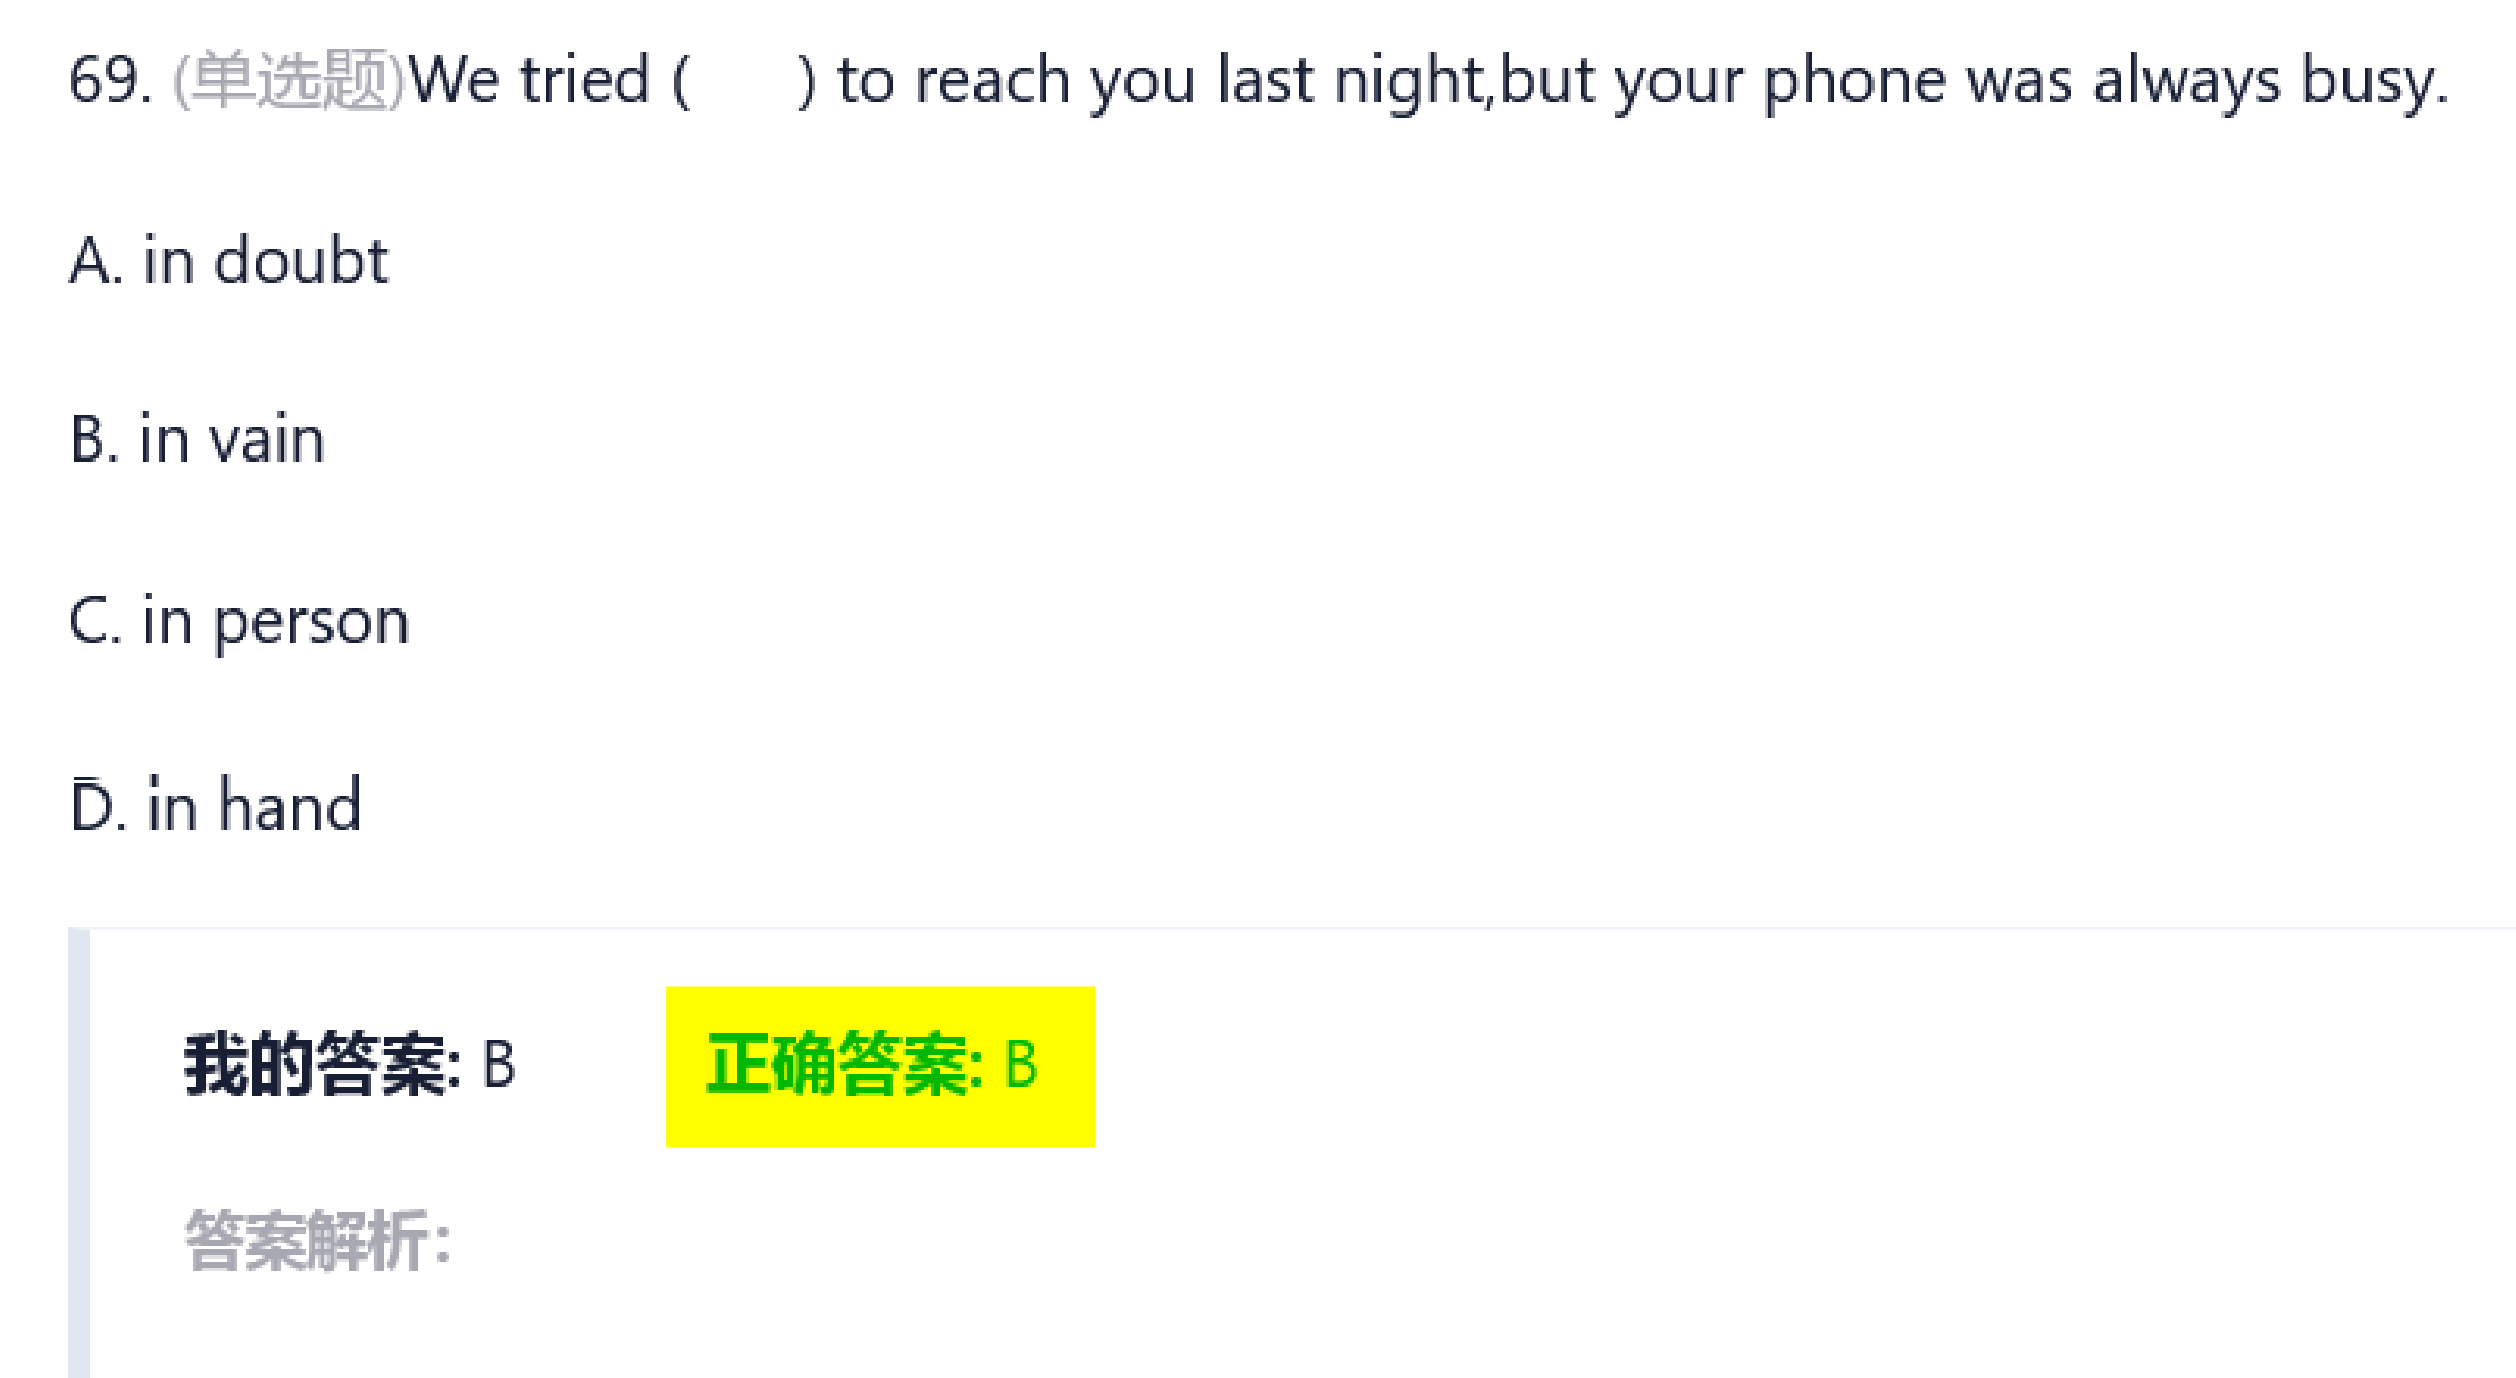 69. (单选题)We tried (      ) to reach you last night,but your phone was always busy.
A. in doubt
B. in vain
C. in person
D. in hand
我的答案: B 正确答案: B
答案解析: